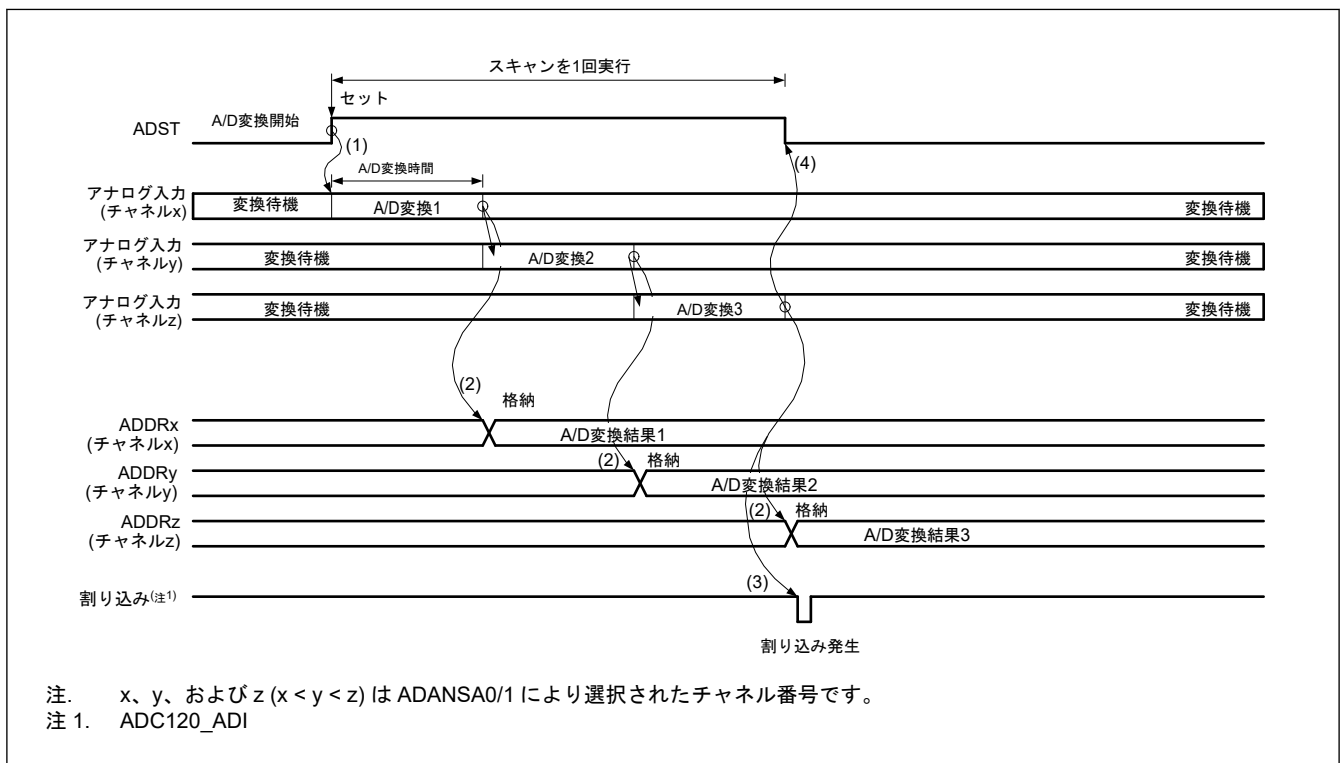 スキャンを1回実行
セット
ADST
A/D変換開始
(1)
(4)
A/D変換時間
アナログ入力
(チャネルx)
変換待機
A/D変換1
変換待機
アナログ入力
(チャネルy)
変換待機
A/D変換2
変換待機
アナログ入力
(チャネルz)
変換待機
A/D変換3
変換待機
(2)
格納
ADDRx
(チャネルx)
A/D変換結果1
(2)
格納
ADDRy
(チャネルy)
A/D変換結果2
(2)
格納
ADDRz
(チャネルz)
A/D変換結果3
(3)
割り込み(注1)
割り込み発生
注. x、y、および z (x < y < z) は ADANSA0/1 により選択されたチャネル番号です。
注 1. ADC120_ADI